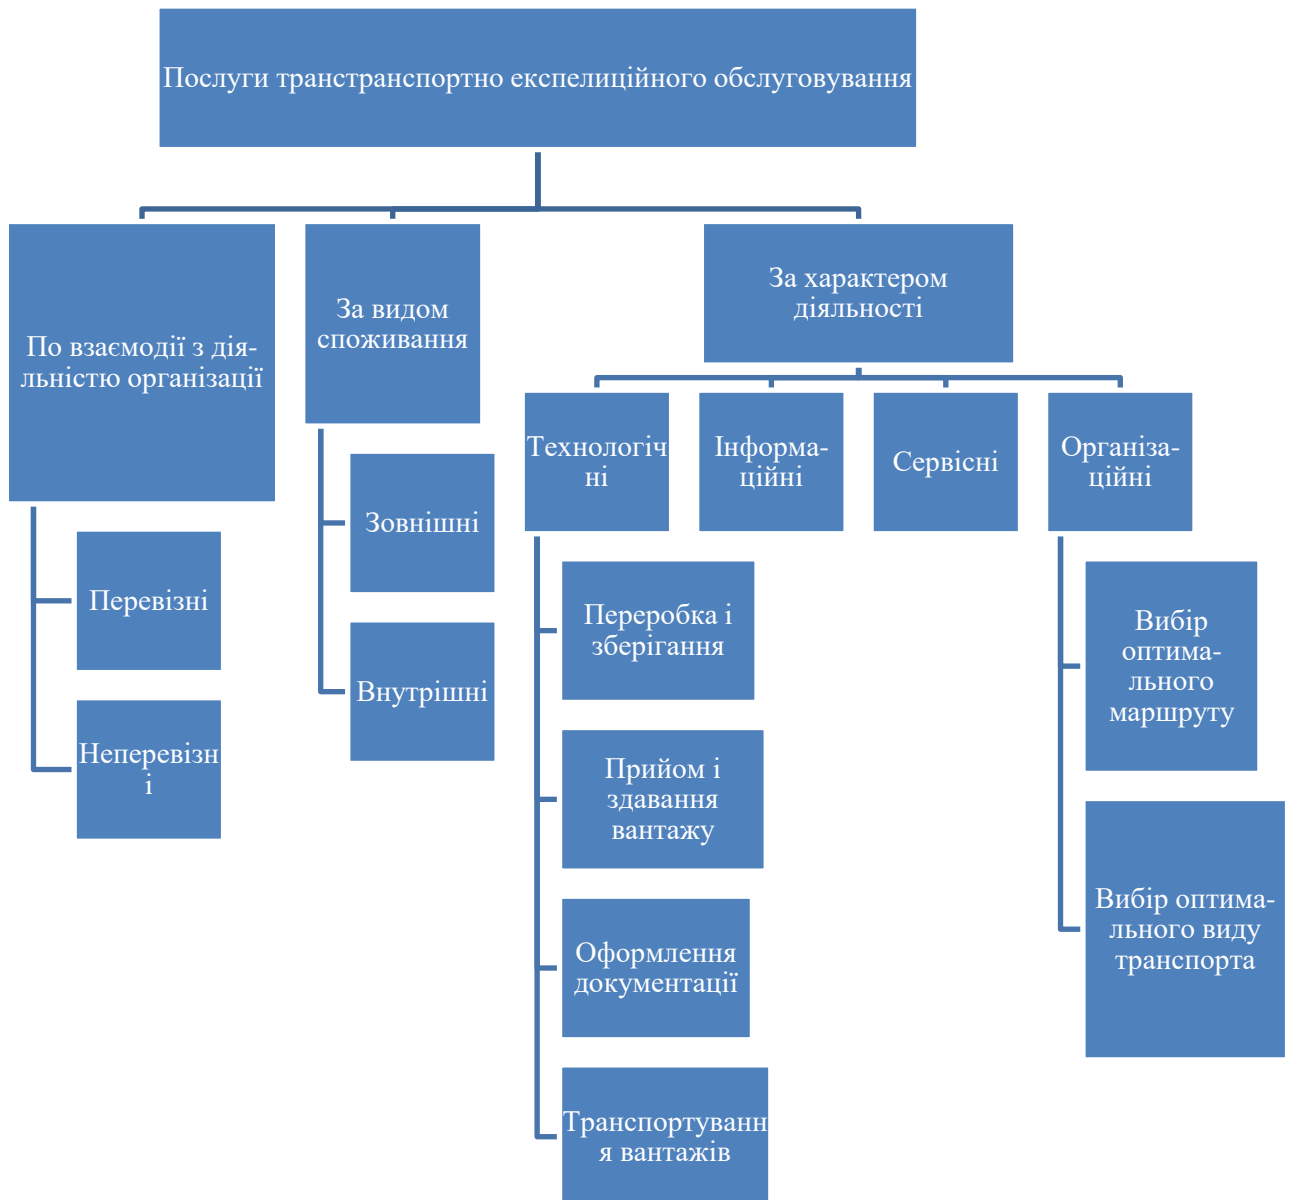 Послуги транстранспортно експелиційного обслуговування
По взаємодії з дія-
льністю організації
Перевізні
Неперевізн
і
За видом
споживання
Зовнішні
Внутрішні
За характером
діяльності
Технологіч
ні
Переробка і
зберігання
Прийом і
здавання
вантажу
Оформлення
документації
Транспортуванн
я вантажів
Інформа-
ційні
Сервісні
Організа-
ційні
Вибір
оптима-
льного
маршруту
Вибір оптима-
льного виду
транспорта